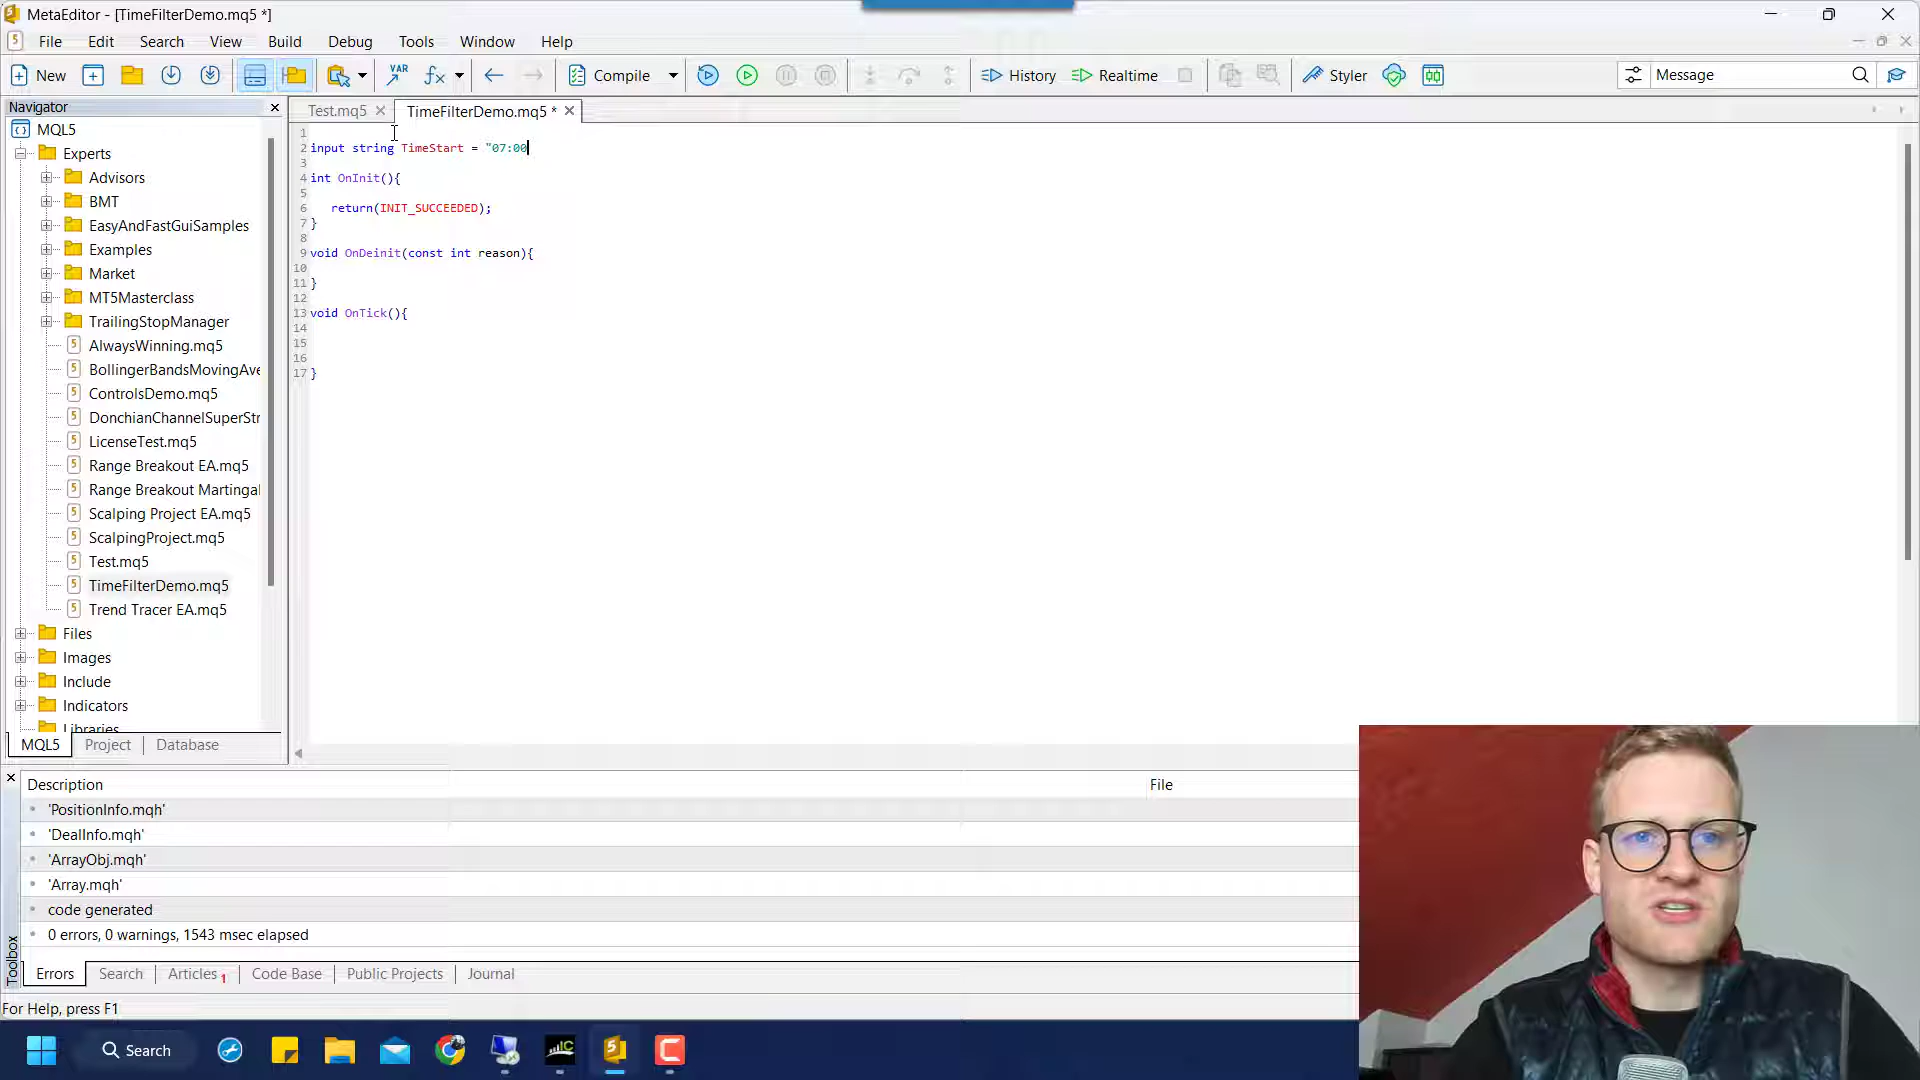 MetaEditor - [TimeFilterDemo.mq5 *]
File Edit Search View Build Debug Tools Window Help
New VAR Compile History Realtime Styler Message
Navigator
Test.mq5 TimeFilterDemo.mq5 *
MQL5
Experts
Advisors
BMT
EasyAndFastGuiSamples
Examples
Market
MT5Masterclass
TrailingStopManager
AlwaysWinning.mq5
BollingerBandsMovingAve
ControlsDemo.mq5
DonchianChannelSuperStr
LicenseTest.mq5
Range Breakout EA.mq5
Range Breakout Martinga
Scalping Project EA.mq5
ScalpingProject.mq5
Test.mq5
TimeFilterDemo.mq5
Trend Tracer EA.mq5
Files
Images
Include
Indicators
Libraries
MQL5 Project Database
1
2 input string TimeStart = "07:00
3
4 int OnInit(){
5
6 return(INIT_SUCCEEDED);
7 }
8
9 void OnDeinit(const int reason){
10
11 }
12
13 void OnTick(){
14
15
16
17 }
Description File
'PositionInfo.mqh'
'DealInfo.mqh'
'ArrayObj.mqh'
'Array.mqh'
code generated
0 errors, 0 warnings, 1543 msec elapsed
Toolbox
Errors Search Articles 1 Code Base Public Projects Journal
For Help, press F1
Search
IC